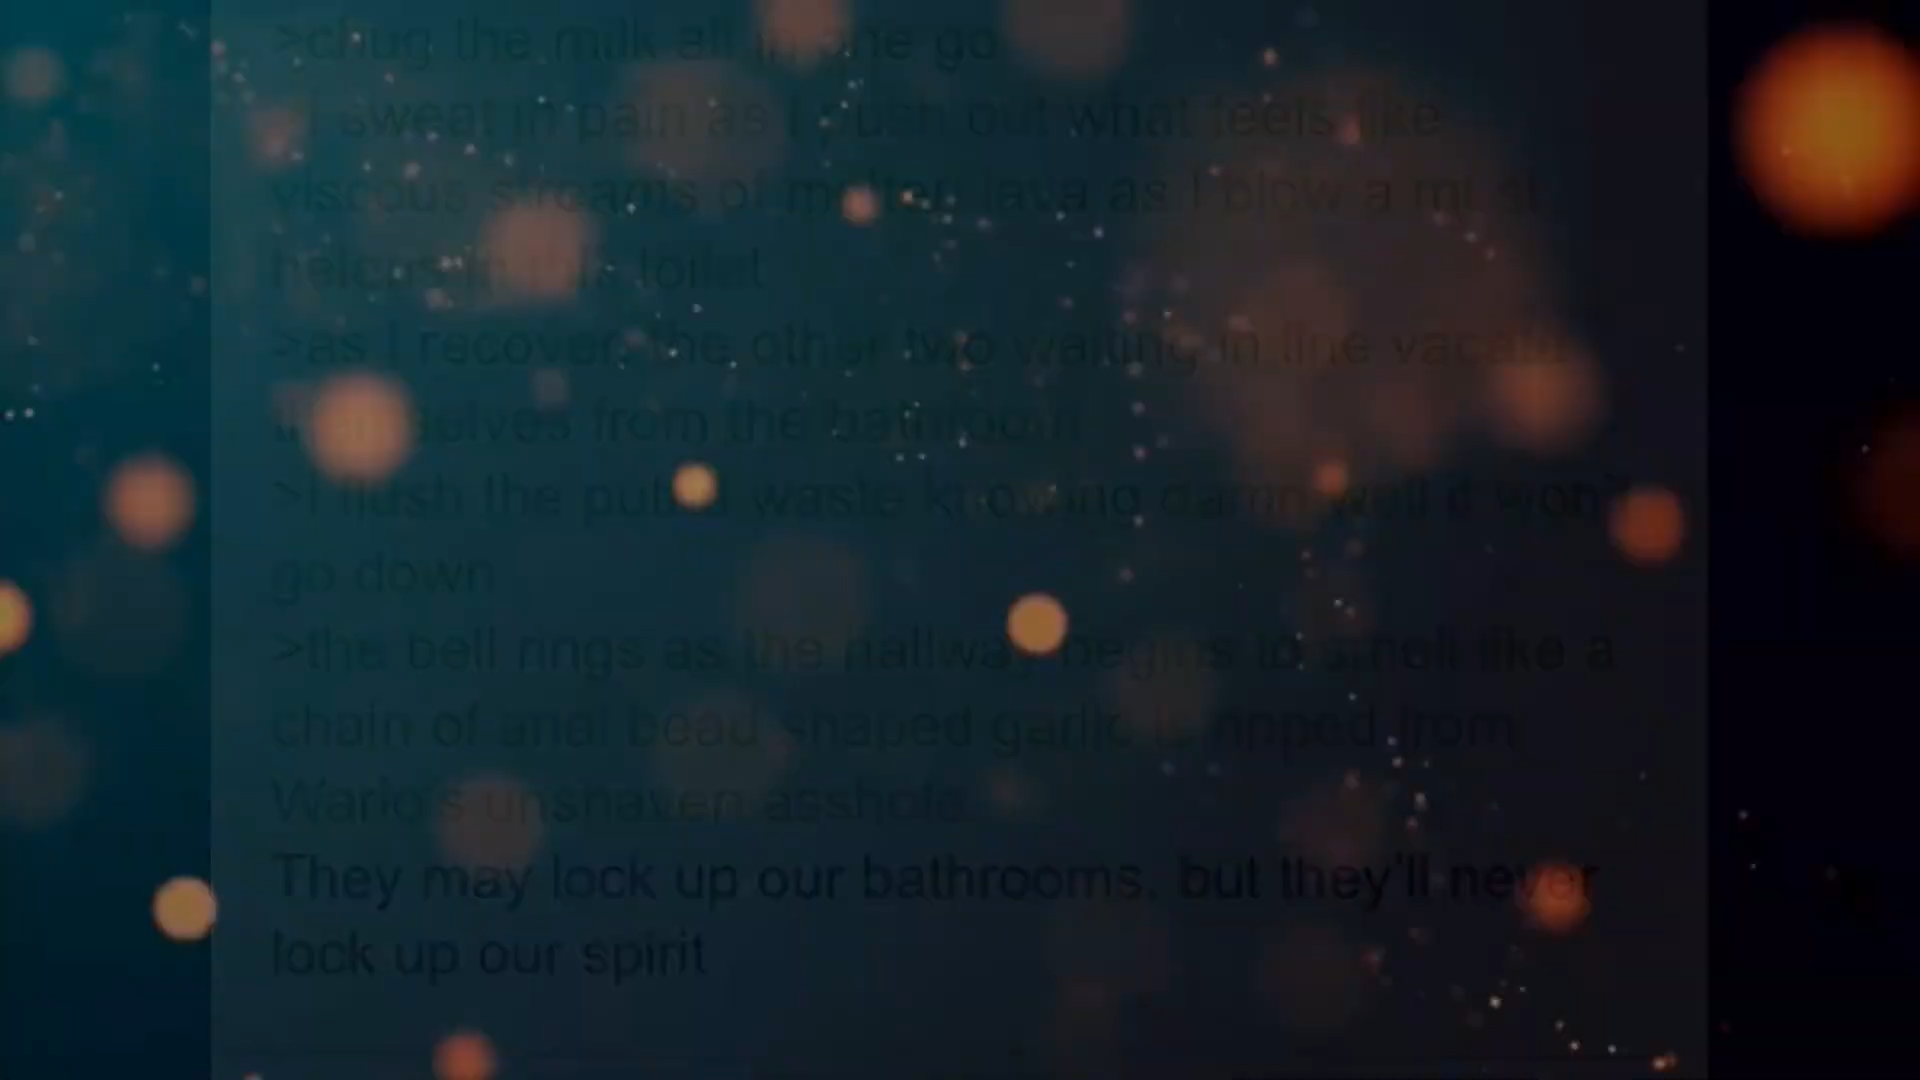 >chug the milk all in one go
I sweat in pain as I push out what feels like
viscous streams of molten lava as I blow a
in this toilet
>as I recover, the other two waiting in line vacate
themselves from the bathroom
>I flush the putrid waste knowing damn well it won't
go down
>the bell rings as the hallway begins to smell like a
chain of anal bead shaped garlic is ripped from
Wario's unshaven asshole
They may lock up our bathrooms, but they'll never
lock up our spirit